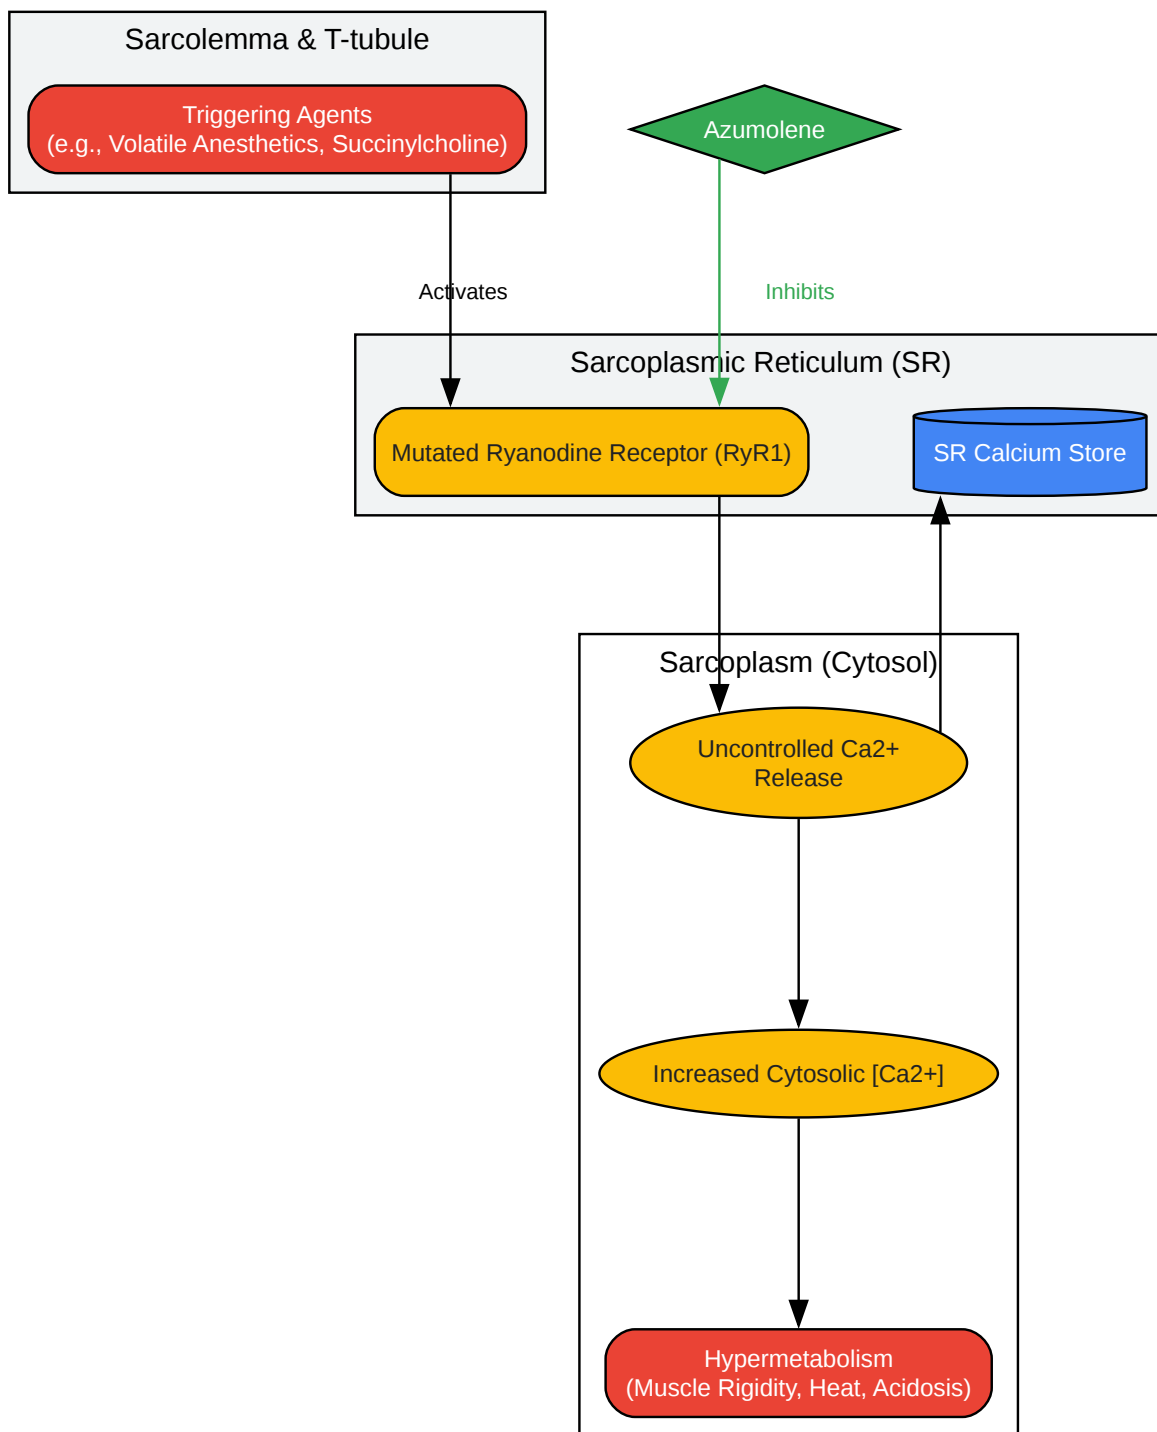 Sarcolemma & T-tubule
Triggering Agents
(e.g., Volatile Anesthetics, Succinylcholine)
Azumolene
Activates
Inhibits
Sarcoplasmic Reticulum (SR)
Mutated Ryanodine Receptor (RyR1)
SR Calcium Store
Sarcoplasm (Cytosol)
Uncontrolled Ca2+
Release
Increased Cytosolic [Ca2+]
Hypermetabolism
(Muscle Rigidity, Heat, Acidosis)